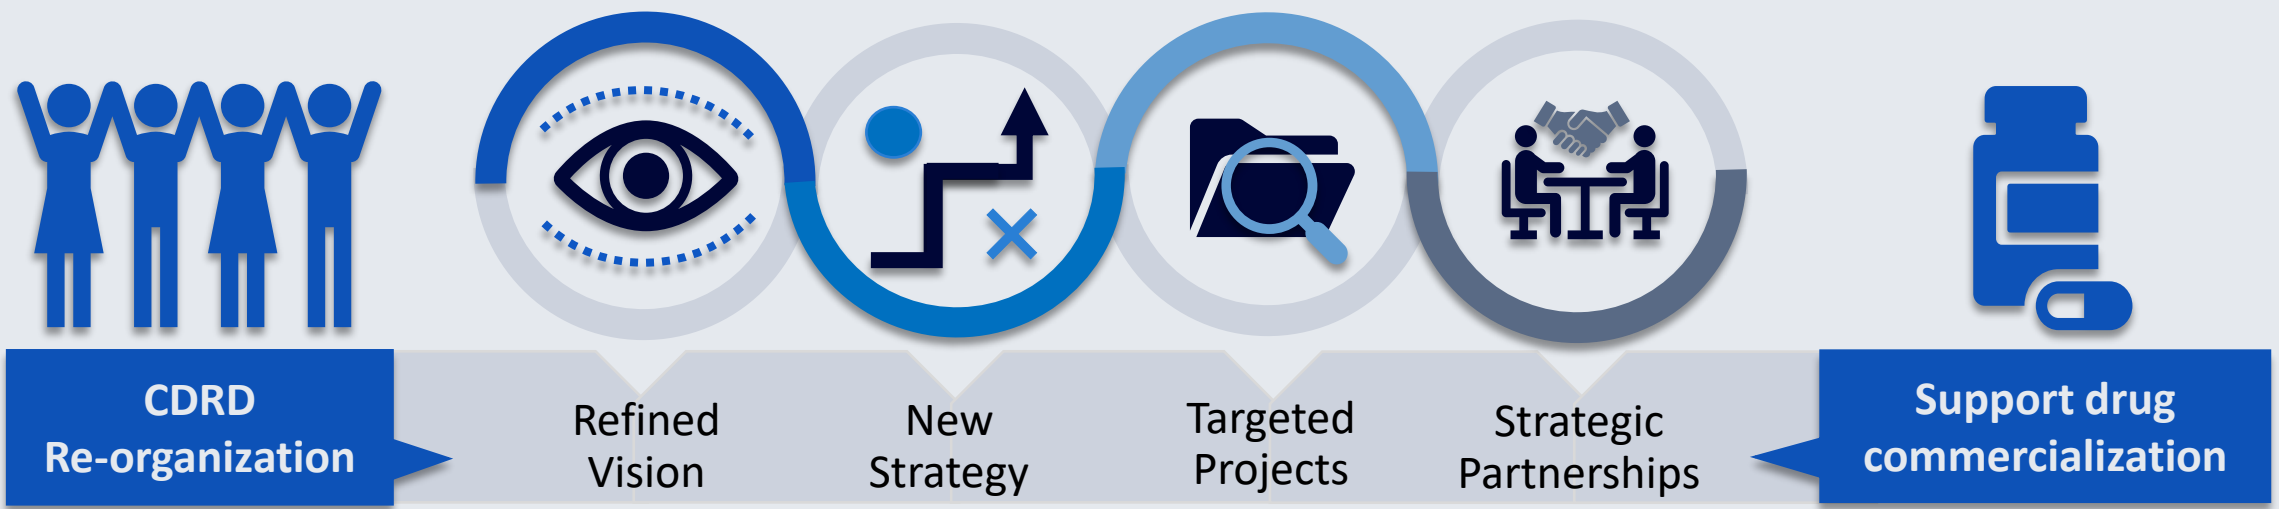 CDRD
Re-organization
Refined
Vision
New
Strategy
Targeted
Projects
Strategic
Partnerships
Support drug
commercialization